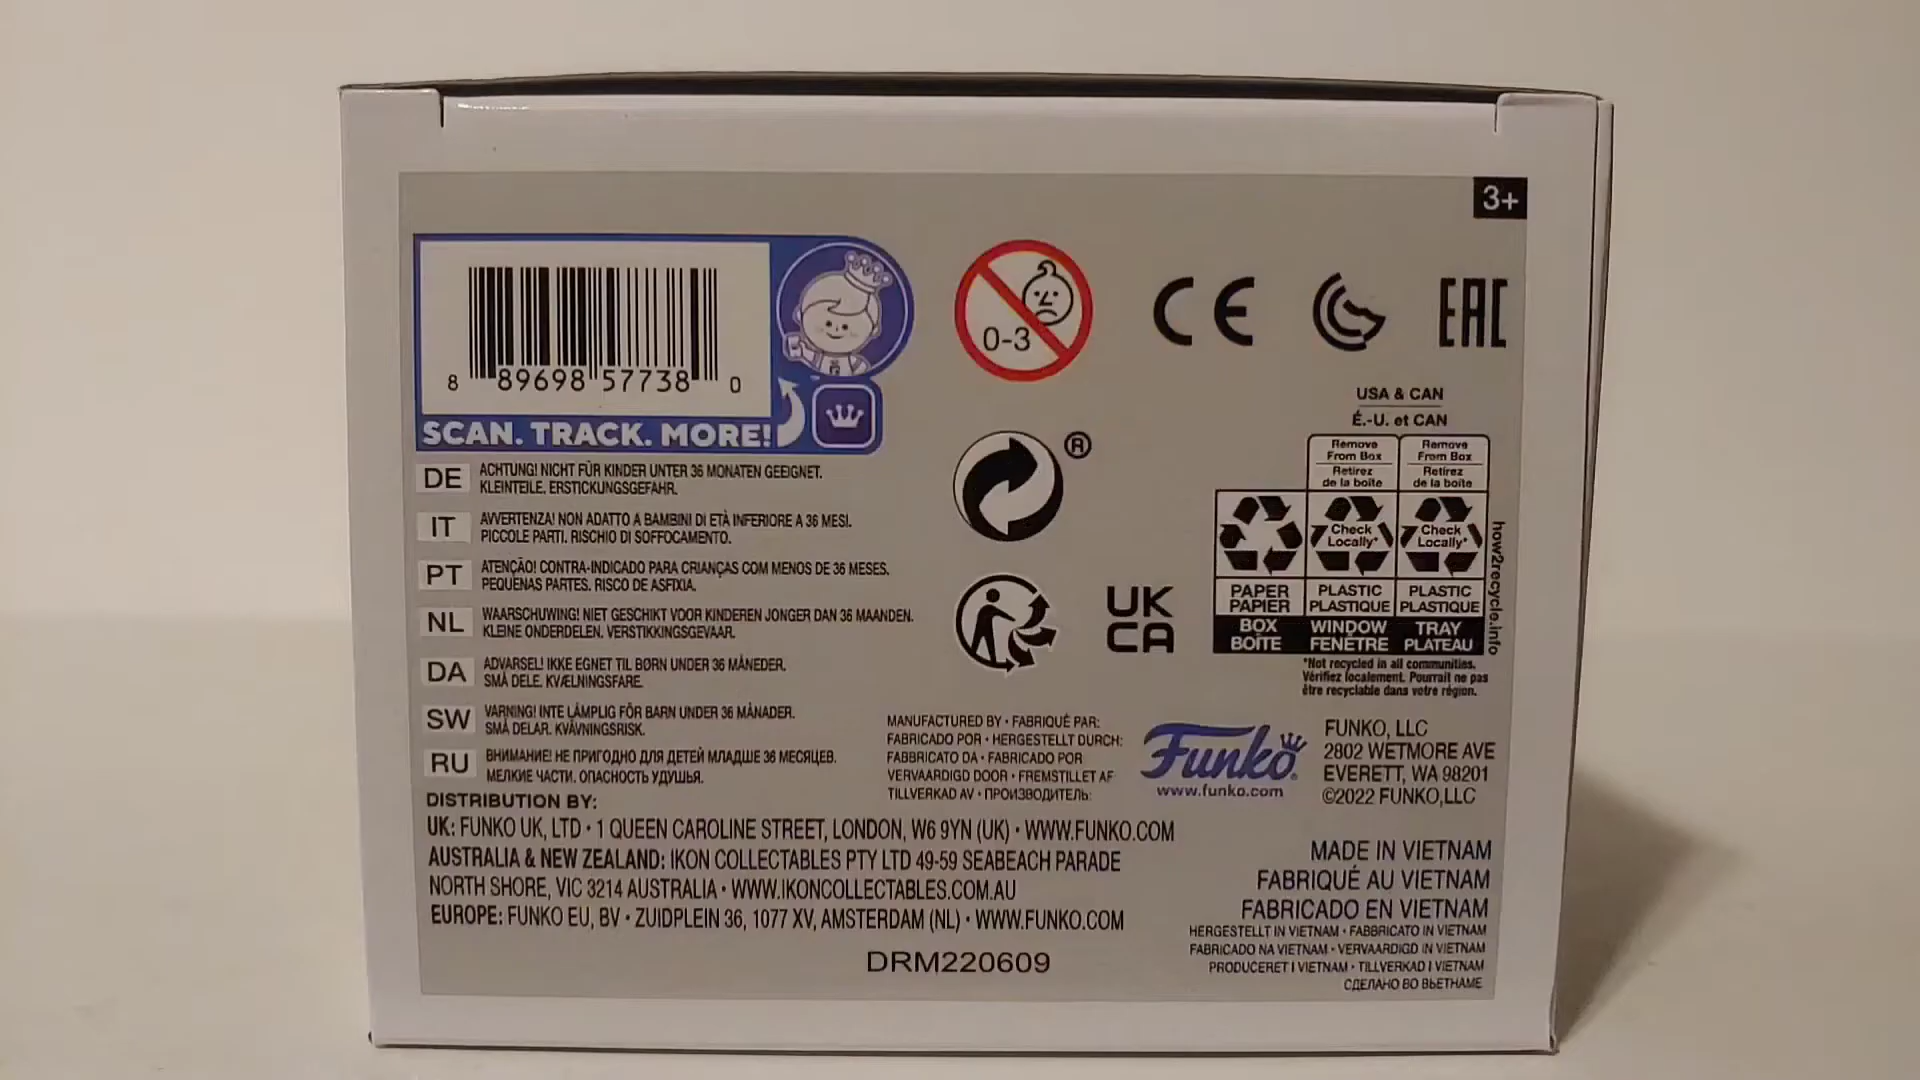 3+
8 89698 57738 0
SCAN. TRACK. MORE!
0-3
CE
EAC
USA & CAN
É.-U. et CAN
Remove From Box
Retirez de la boîte
Remove From Box
Retirez de la boîte
Check Locally*
Check Locally*
PAPER PAPIER
PLASTIC PLASTIQUE
PLASTIC PLASTIQUE
BOX BOÎTE
WINDOW FENÊTRE
TRAY PLATEAU
how2recycle.info
*Not recycled in all communities.
Vérifiez localement. Pourrait ne pas
être recyclable dans votre région.
®
UK
CA
DE ACHTUNG! NICHT FÜR KINDER UNTER 36 MONATEN GEEIGNET.
KLEINTEILE. ERSTICKUNGSGEFAHR.
IT AVVERTENZA! NON ADATTO A BAMBINI DI ETÀ INFERIORE A 36 MESI.
PICCOLE PARTI. RISCHIO DI SOFFOCAMENTO.
PT ATENÇÃO! CONTRA-INDICADO PARA CRIANÇAS COM MENOS DE 36 MESES.
PEQUENAS PARTES. RISCO DE ASFIXIA.
NL WAARSCHUWING! NIET GESCHIKT VOOR KINDEREN JONGER DAN 36 MAANDEN.
KLEINE ONDERDELEN. VERSTIKKINGSGEVAAR.
DA ADVARSEL! IKKE EGNET TIL BØRN UNDER 36 MÅNEDER.
SMÅ DELE. KVÆLNINGSFARE.
SW VARNING! INTE LÄMPLIG FÖR BARN UNDER 36 MÅNADER.
SMÅ DELAR. KVÄVNINGSRISK.
RU ВНИМАНИЕ! НЕ ПРИГОДНО ДЛЯ ДЕТЕЙ МЛАДШЕ 36 МЕСЯЦЕВ.
МЕЛКИЕ ЧАСТИ. ОПАСНОСТЬ УДУШЬЯ.
MANUFACTURED BY • FABRIQUÉ PAR:
FABRICADO POR • HERGESTELLT DURCH:
FABBRICATO DA • FABRICADO POR
VERVAARDIGD DOOR • FREMSTILLET AF
TILLVERKAD AV • ПРОИЗВОДИТЕЛЬ:
Funko
www.funko.com
FUNKO, LLC
2802 WETMORE AVE
EVERETT, WA 98201
©2022 FUNKO,LLC
DISTRIBUTION BY:
UK: FUNKO UK, LTD • 1 QUEEN CAROLINE STREET, LONDON, W6 9YN (UK) • WWW.FUNKO.COM
AUSTRALIA & NEW ZEALAND: IKON COLLECTABLES PTY LTD 49-59 SEABEACH PARADE
NORTH SHORE, VIC 3214 AUSTRALIA • WWW.IKONCOLLECTABLES.COM.AU
EUROPE: FUNKO EU, BV • ZUIDPLEIN 36, 1077 XV, AMSTERDAM (NL) • WWW.FUNKO.COM
DRM220609
MADE IN VIETNAM
FABRIQUÉ AU VIETNAM
FABRICADO EN VIETNAM
HERGESTELLT IN VIETNAM • FABBRICATO IN VIETNAM
FABRICADO NA VIETNAM • VERVAARDIGD IN VIETNAM
PRODUCERET I VIETNAM • TILLVERKAD I VIETNAM
СДЕЛАНО ВО ВЬЕТНАМЕ